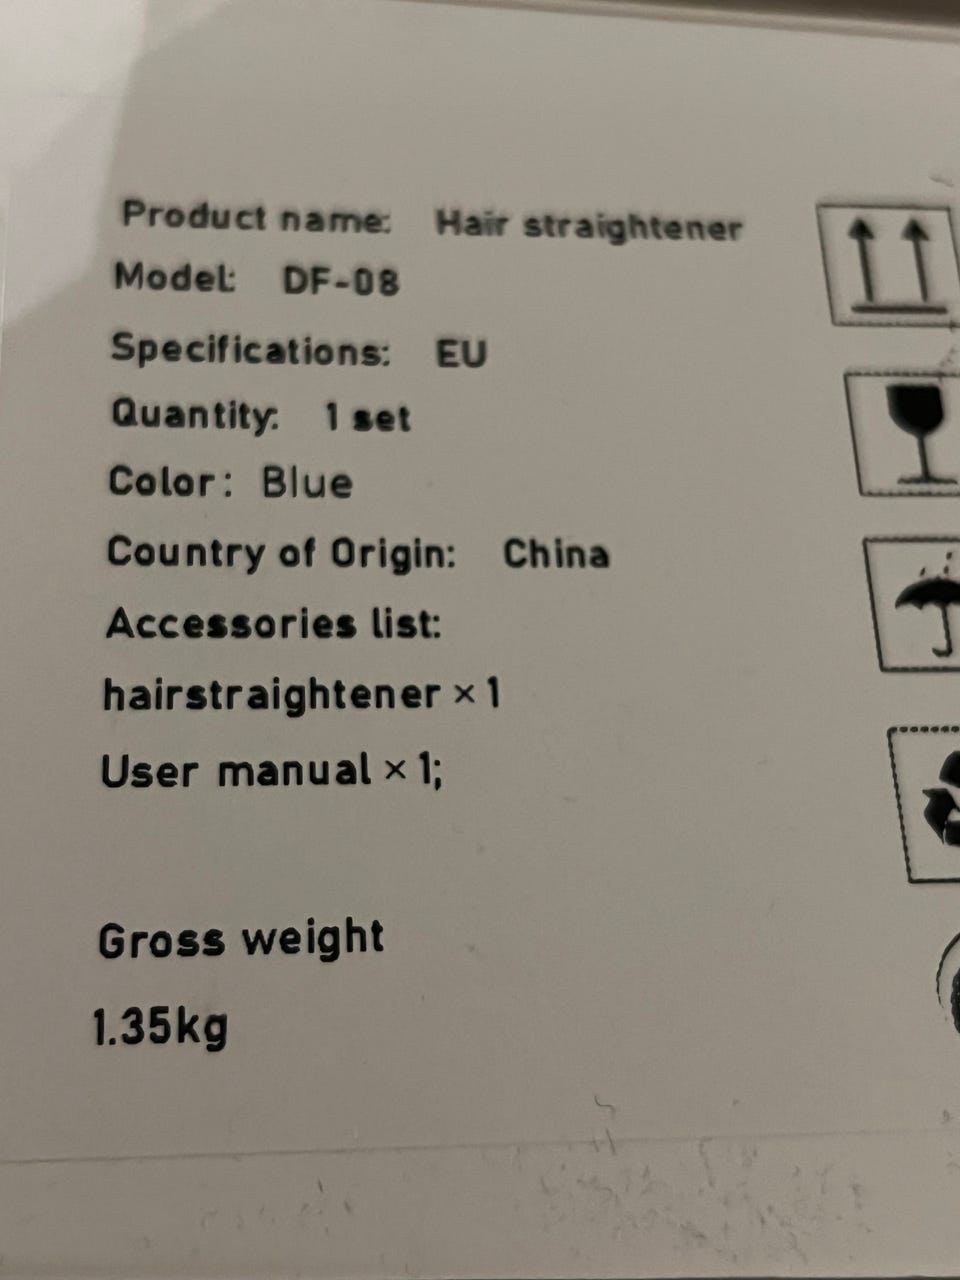 Product name: Hair straightener
Model: DF-08
Specifications: EU
Quantity: 1 set
Color: Blue
Country of Origin: China
Accessories list:
hairstraightener × 1
User manual × 1;
Gross weight
1.35kg